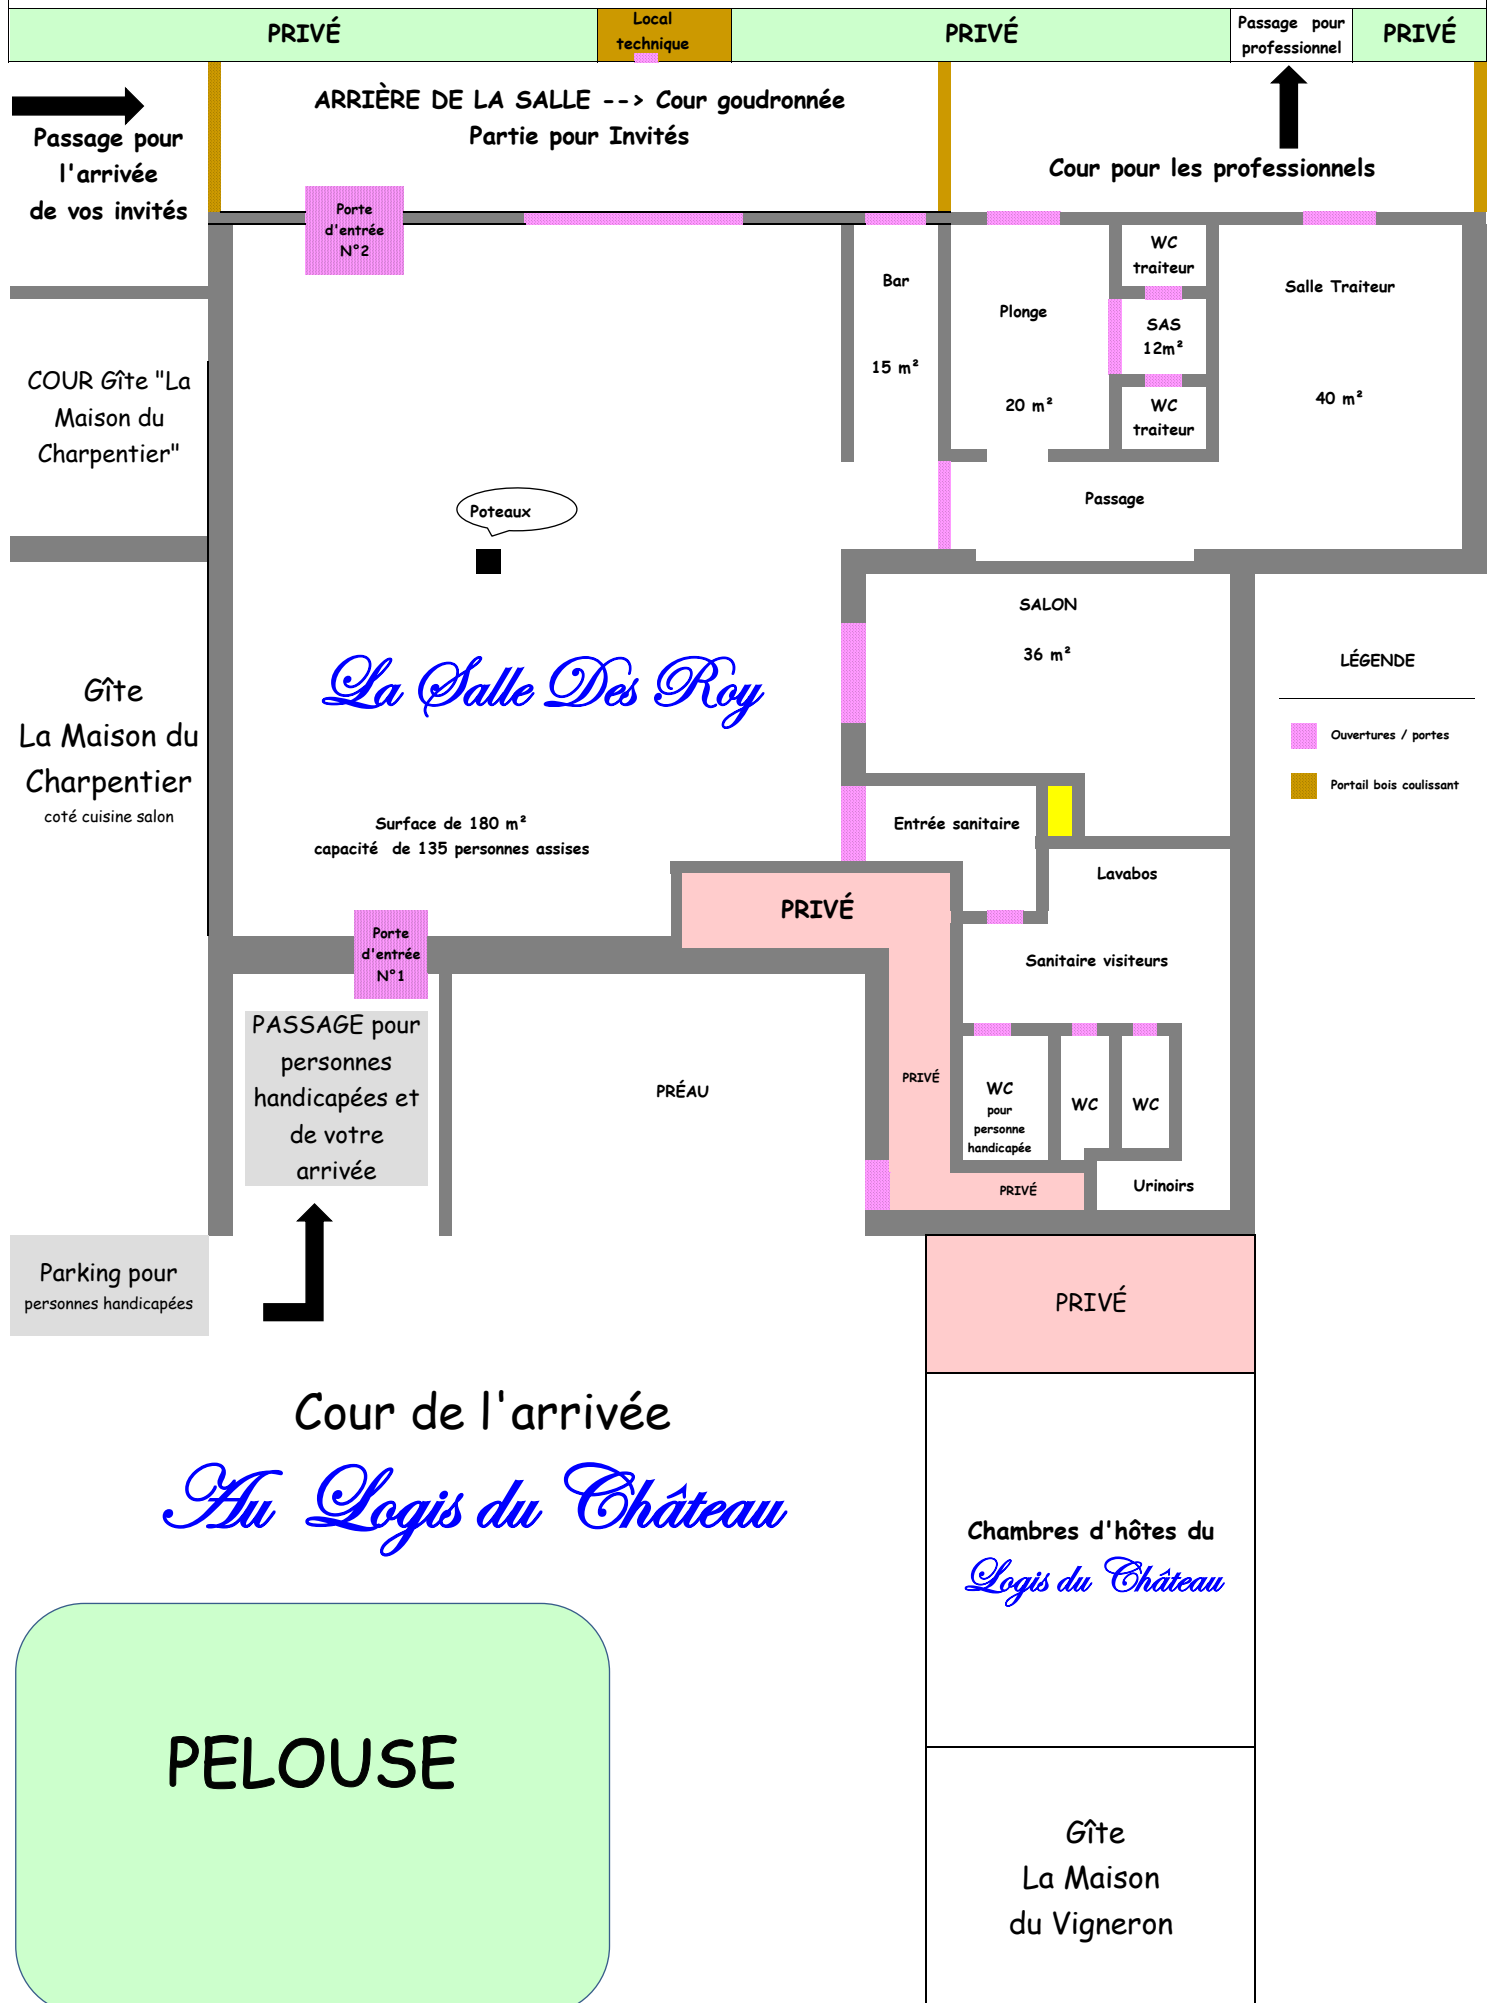 PRIVÉ
Local
technique
PRIVÉ
Passage pour
professionnel
PRIVÉ
ARRIÈRE DE LA SALLE --> Cour goudronnée
Partie pour Invités
Passage pour
l'arrivée
de vos invités
Cour pour les professionnels
Porte
d'entrée
N°2
Bar
15 m²
Plonge
20 m²
WC
traiteur
SAS
12m²
WC
traiteur
Salle Traiteur
40 m²
COUR Gîte "La
Maison du
Charpentier"
Passage
Poteaux
SALON
36 m²
LÉGENDE
Ouvertures / portes
Portail bois coulissant
Gîte
La Maison du
Charpentier
coté cuisine salon
La Salle Des Roy
Surface de 180 m²
capacité de 135 personnes assises
Entrée sanitaire
Lavabos
PRIVÉ
Sanitaire visiteurs
Porte
d'entrée
N°1
PASSAGE pour
personnes
handicapées et
de votre
arrivée
PRÉAU
PRIVÉ
WC
pour
personne
handicapée
WC
WC
PRIVÉ
Urinoirs
Parking pour
personnes handicapées
PRIVÉ
Cour de l'arrivée
Au Logis du Château
Chambres d'hôtes du
Logis du Château
PELOUSE
Gîte
La Maison
du Vigneron